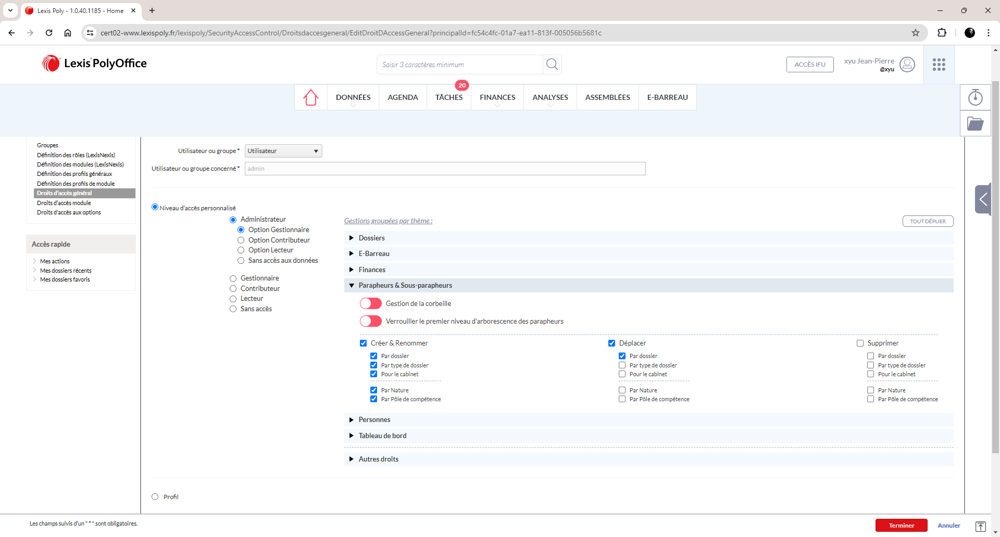 Lexis Poly - 1.0.40.1185 - Home
cert02-www.lexispoly.fr/lexispoly/SecurityAccessControl/Droitsdaccesgeneral/EditDroitDAccessGeneral?principalId=fc54c4fc-01a7-ea11-813f-005056b5681c
Lexis PolyOffice
Saisir 3 caractères minimum
ACCÈS IFU
xyu Jean-Pierre
@xyu
20
DONNÉES
AGENDA
TÂCHES
FINANCES
ANALYSES
ASSEMBLÉES
E-BARREAU
Groupes
Définition des rôles (LexisNexis)
Définition des modules (LexisNexis)
Définition des profils généraux
Définition des profils de module
Droits d'accès général
Droits d'accès module
Droits d'accès aux options
Accès rapide
Mes actions
Mes dossiers récents
Mes dossiers favoris
Utilisateur ou groupe *
Utilisateur
Utilisateur ou groupe concerné *
admin
Niveau d'accès personnalisé
Administrateur
Option Gestionnaire
Option Contributeur
Option Lecteur
Sans accès aux données
Gestionnaire
Contributeur
Lecteur
Sans accès
Gestions groupées par thème :
TOUT DÉPLIER
Dossiers
E-Barreau
Finances
Parapheurs & Sous-parapheurs
Gestion de la corbeille
Verrouiller le premier niveau d'arborescence des parapheurs
Créer & Renommer
Par dossier
Par type de dossier
Pour le cabinet
Par Nature
Par Pôle de compétence
Déplacer
Par dossier
Par type de dossier
Pour le cabinet
Par Nature
Par Pôle de compétence
Supprimer
Par dossier
Par type de dossier
Pour le cabinet
Par Nature
Par Pôle de compétence
Personnes
Tableau de bord
Autres droits
Profil
Les champs suivis d'un " * " sont obligatoires.
Terminer
Annuler